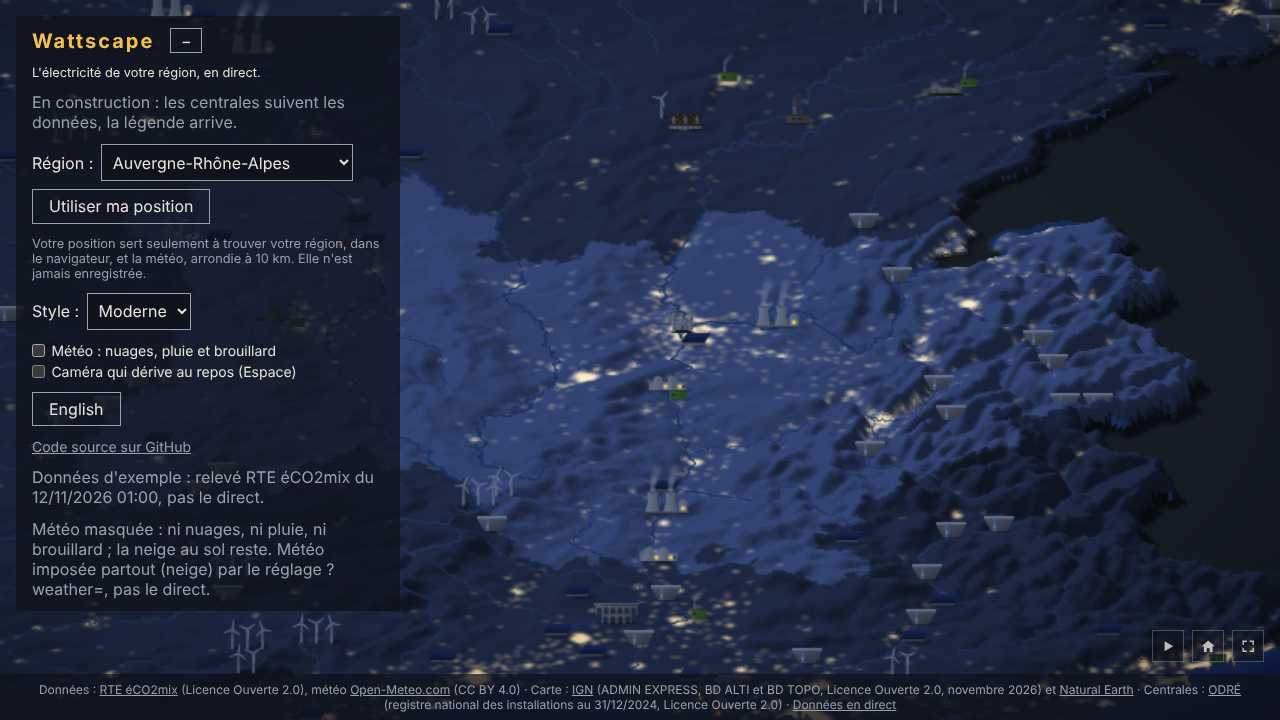 Wattscape –
L'électricité de votre région, en direct.
En construction : les centrales suivent les
données, la légende arrive.
Région : Auvergne-Rhône-Alpes
Utiliser ma position
Votre position sert seulement à trouver votre région, dans
le navigateur, et la météo, arrondie à 10 km. Elle n'est
jamais enregistrée.
Style : Moderne
Météo : nuages, pluie et brouillard
Caméra qui dérive au repos (Espace)
English
Code source sur GitHub
Données d'exemple : relevé RTE éCO2mix du
12/11/2026 01:00, pas le direct.
Météo masquée : ni nuages, ni pluie, ni
brouillard ; la neige au sol reste. Météo
imposée partout (neige) par le réglage ?
weather=, pas le direct.
Données : RTE éCO2mix (Licence Ouverte 2.0), météo Open-Meteo.com (CC BY 4.0) · Carte : IGN (ADMIN EXPRESS, BD ALTI et BD TOPO, Licence Ouverte 2.0, novembre 2026) et Natural Earth · Centrales : ODRÉ
(registre national des installations au 31/12/2024, Licence Ouverte 2.0) · Données en direct